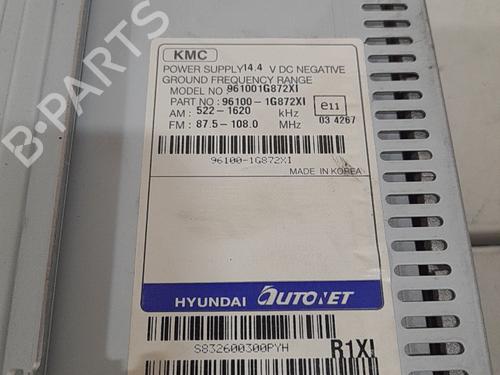 KMC
POWER SUPPLY 14.4 V DC NEGATIVE
GROUND FREQUENCY RANGE
MODEL NO 961001G872XI
PART NO : 96100 - 1G872XI
AM : 522 - 1620 kHz
FM : 87.5 - 108.0 MHz
e11
03 4267
96100-1G872XI
MADE IN KOREA
HYUNDAI AUTONET
S832600300PYH
R1XI
B-PARTS